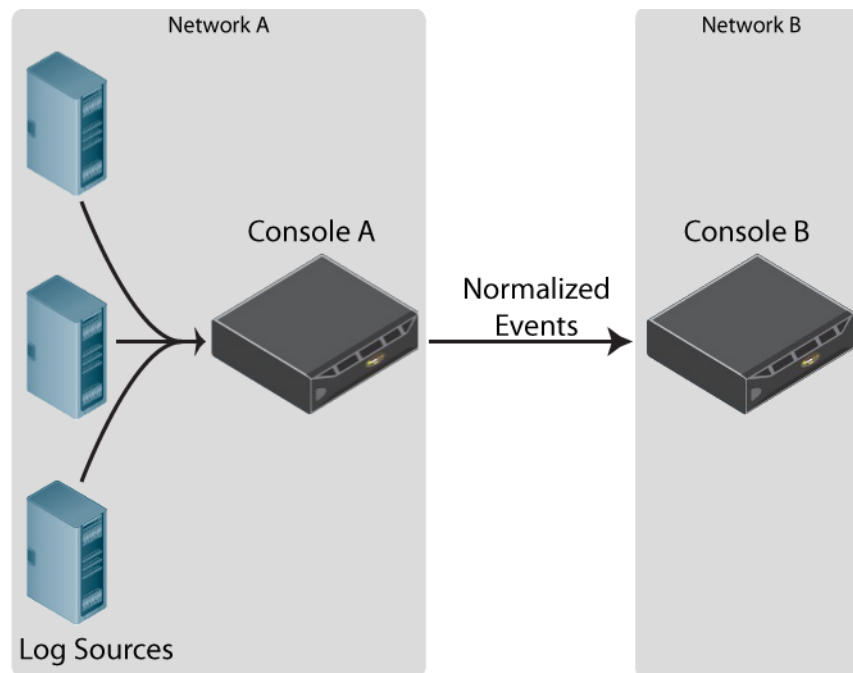 Network A
Network B
Console A
Console B
Normalized
Events
Log Sources